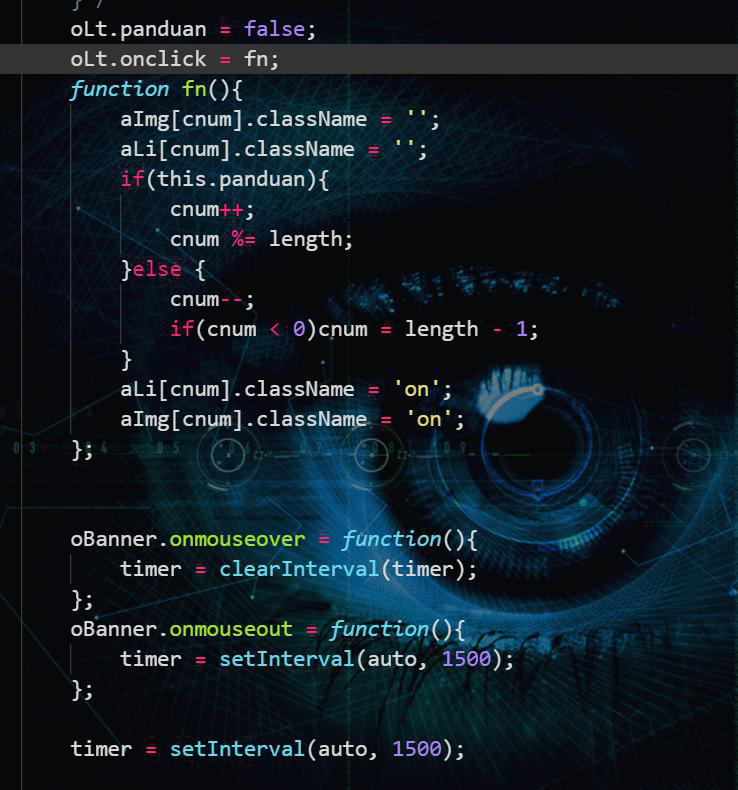 oLt.panduan = false;
oLt.onclick = fn;
function fn(){
aImg[cnum].className = '';
aLi[cnum].className = '';
if(this.panduan){
cnum++;
cnum %= length;
}else {
cnum--;
if(cnum < 0)cnum = length - 1;
}
aLi[cnum].className = 'on';
aImg[cnum].className = 'on';
};
oBanner.onmouseover = function(){
timer = clearInterval(timer);
};
oBanner.onmouseout = function(){
timer = setInterval(auto, 1500);
};
timer = setInterval(auto, 1500);